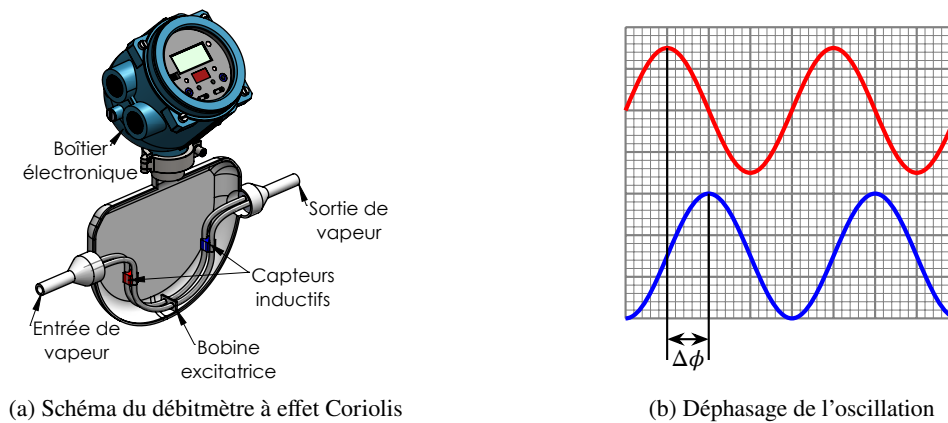 Boîtier
électronique
Sortie de
vapeur
Capteurs
inductifs
Entrée de
vapeur
Bobine
excitatrice
Δϕ
(a) Schéma du débitmètre à effet Coriolis
(b) Déphasage de l'oscillation